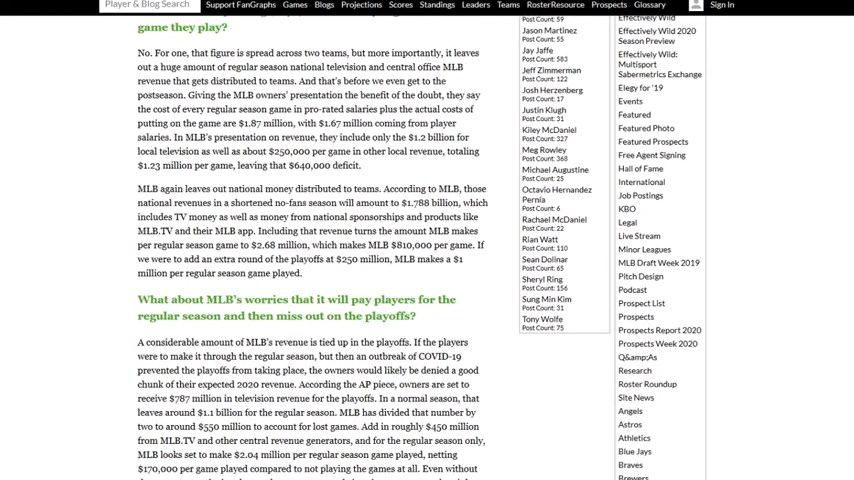 Player & Blog Search
Support FanGraphs Games Blogs Projections Scores Standings Leaders Teams RosterResource Prospects Glossary Sign In
game they play?
No. For one, that figure is spread across two teams, but more importantly, it leaves
out a huge amount of regular season national television and central office MLB
revenue that gets distributed to teams. And that's before we even get to the
postseason. Giving the MLB owners' presentation the benefit of the doubt, they say
the cost of every regular season game in pro-rated salaries plus the actual costs of
putting on the game are $1.87 million, with $1.67 million coming from player
salaries. In MLB's presentation on revenue, they include only the $1.2 billion for
local television as well as about $250,000 per game in other local revenue, totaling
$1.23 million per game, leaving that $640,000 deficit.
MLB again leaves out national money distributed to teams. According to MLB, those
national revenues in a shortened no-fans season will amount to $1.788 billion, which
includes TV money as well as money from national sponsorships and products like
MLB.TV and their MLB app. Including that revenue turns the amount MLB makes
per regular season game to $2.68 million, which makes MLB $810,000 per game. If
we were to add an extra round of the playoffs at $250 million, MLB makes a $1
million per regular season game played.
What about MLB's worries that it will pay players for the
regular season and then miss out on the playoffs?
A considerable amount of MLB's revenue is tied up in the playoffs. If the players
were to make it through the regular season, but then an outbreak of COVID-19
prevented the playoffs from taking place, the owners would likely be denied a good
chunk of their expected 2020 revenue. According the AP piece, owners are set to
receive $787 million in television revenue for the playoffs. In a normal season, that
leaves around $1.1 billion for the regular season. MLB has divided that number by
two to around $550 million to account for lost games. Add in roughly $450 million
from MLB.TV and other central revenue generators, and for the regular season only,
MLB looks set to make $2.04 million per regular season game played, netting
$170,000 per game played compared to not playing the games at all. Even without
Post Count: 59
Jason Martinez
Post Count: 55
Jay Jaffe
Post Count: 583
Jeff Zimmerman
Post Count: 122
Josh Herzenberg
Post Count: 17
Justin Klugh
Post Count: 31
Kiley McDaniel
Post Count: 327
Meg Rowley
Post Count: 368
Michael Augustine
Post Count: 25
Octavio Hernandez
Pernía
Post Count: 6
Rachael McDaniel
Post Count: 22
Rian Watt
Post Count: 110
Sean Dolinar
Post Count: 65
Sheryl Ring
Post Count: 156
Sung Min Kim
Post Count: 31
Tony Wolfe
Post Count: 75
Effectively Wild
Effectively Wild 2020
Season Preview
Effectively Wild:
Multisport
Sabermetrics Exchange
Elegy for '19
Events
Featured
Featured Photo
Featured Prospects
Free Agent Signing
Hall of Fame
International
Job Postings
KBO
Legal
Live Stream
Minor Leagues
MLB Draft Week 2019
Pitch Design
Podcast
Prospect List
Prospects
Prospects Report 2020
Prospects Week 2020
Q&amp;As
Research
Roster Roundup
Site News
Angels
Astros
Athletics
Blue Jays
Braves
Brewers